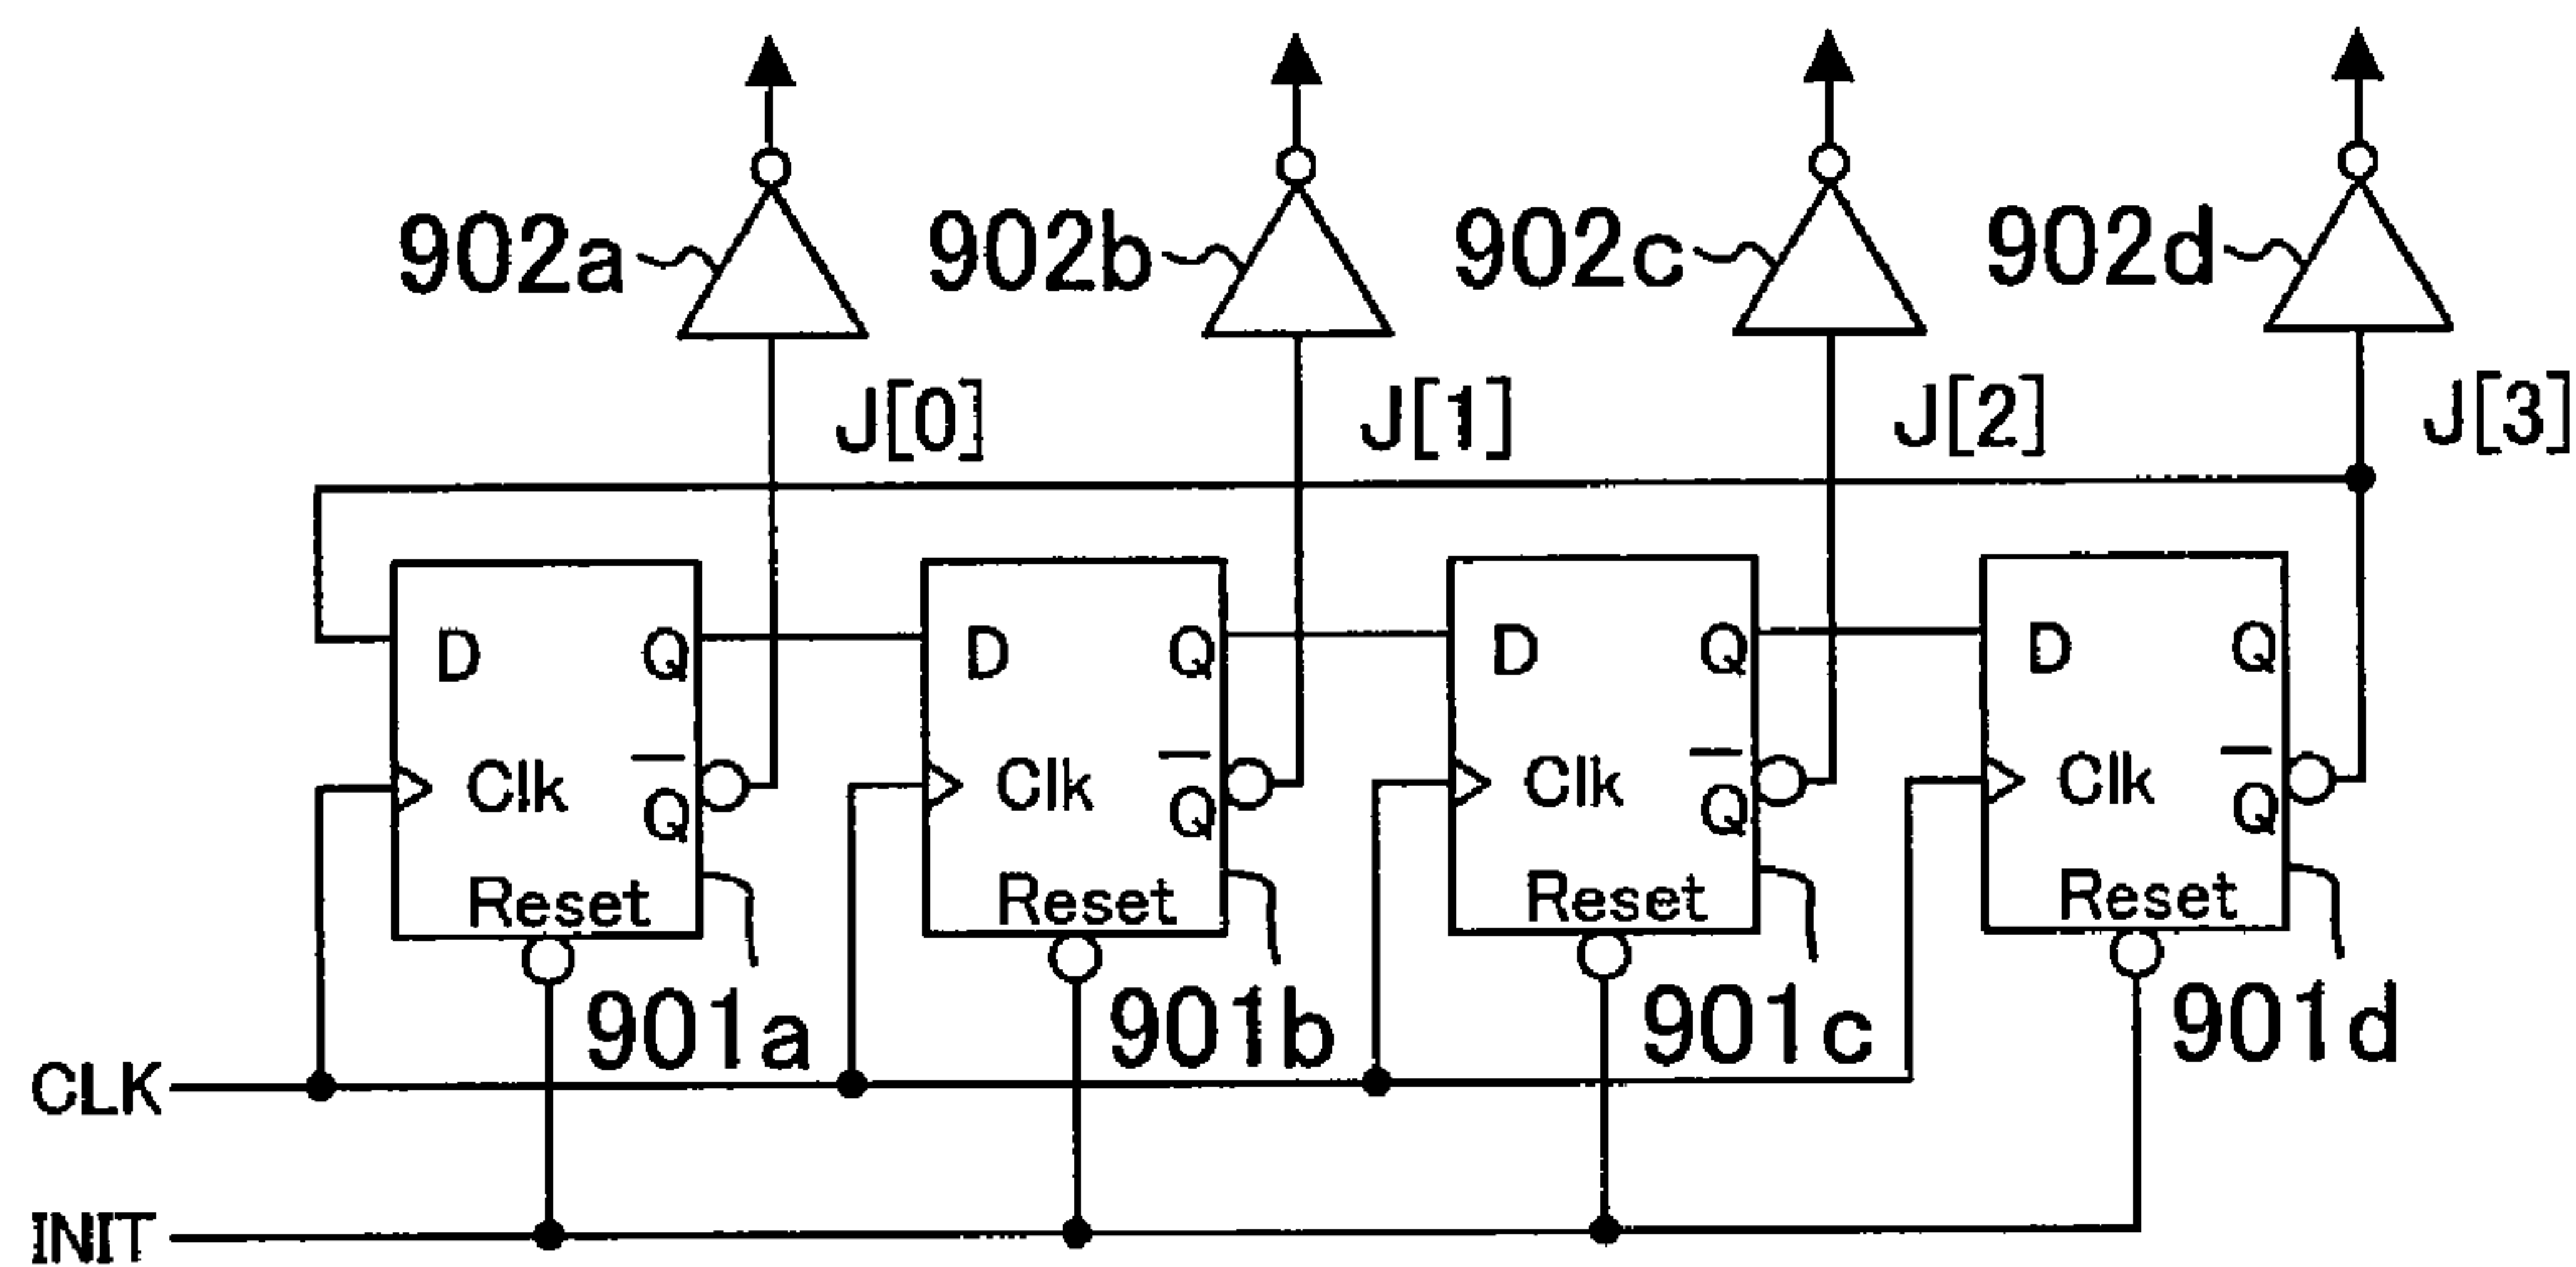 902a 902b 902c 902d
J[0] J[1] J[2] J[3]
D Q D Q D Q D Q
Clk Q̅ Clk Q̅ Clk Q̅ Clk Q̅
Reset Reset Reset Reset
901a 901b 901c 901d
CLK
INIT